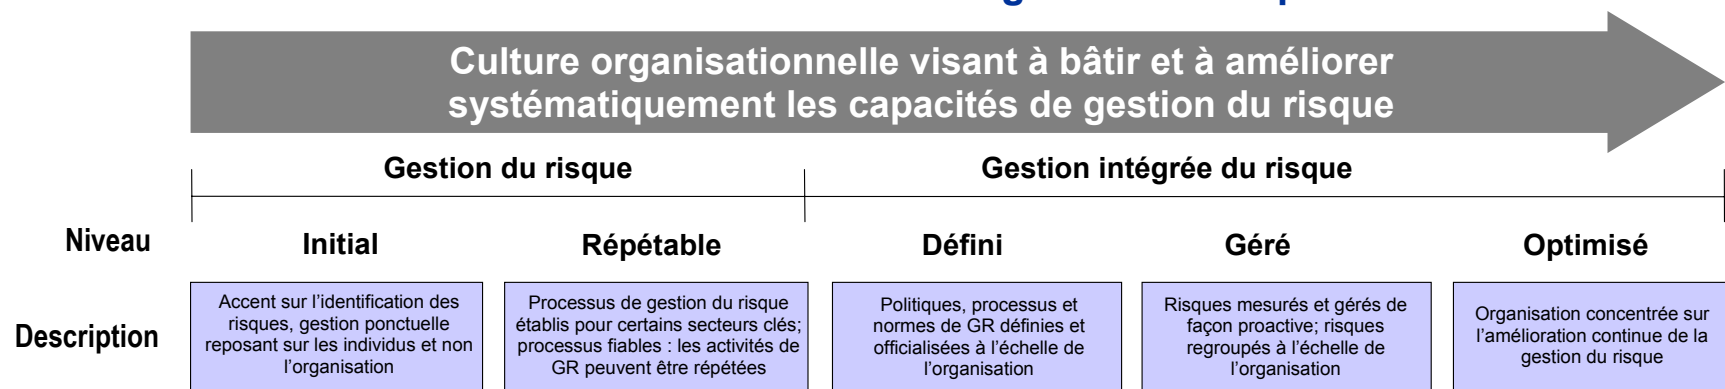 Culture organisationnelle visant à bâtir et à améliorer
systématiquement les capacités de gestion du risque
Gestion du risque
Gestion intégrée du risque
Niveau
Initial
Répétable
Défini
Géré
Optimisé
Description
Accent sur l’identification des
risques, gestion ponctuelle
reposant sur les individus et non
l’organisation
Processus de gestion du risque
établis pour certains secteurs clés;
processus fiables : les activités de
GR peuvent être répétées
Politiques, processus et
normes de GR définies et
officialisées à l’échelle de
l’organisation
Risques mesurés et gérés de
façon proactive; risques
regroupés à l’échelle de
l’organisation
Organisation concentrée sur
l’amélioration continue de la
gestion du risque